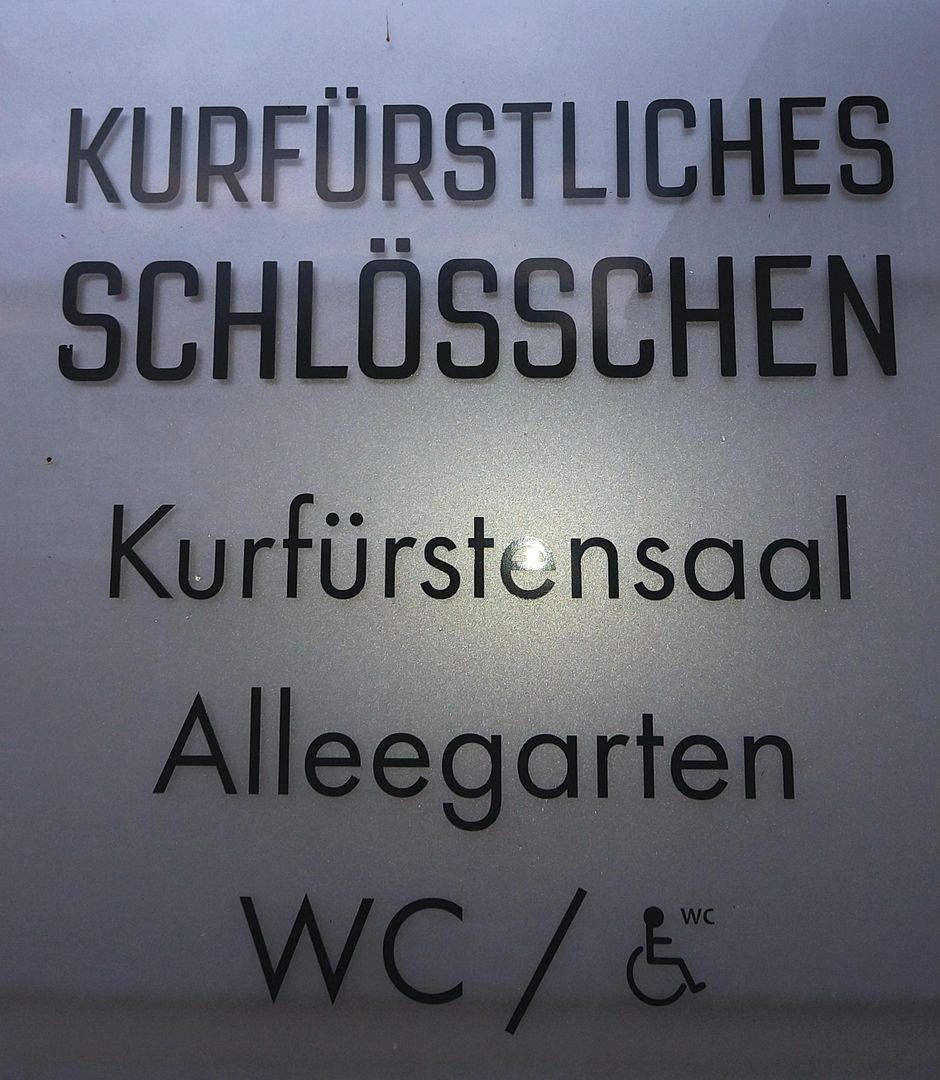 KURFÜRSTLICHES
SCHLÖSSCHEN
Kurfürstensaal
Alleegarten
WC / WC